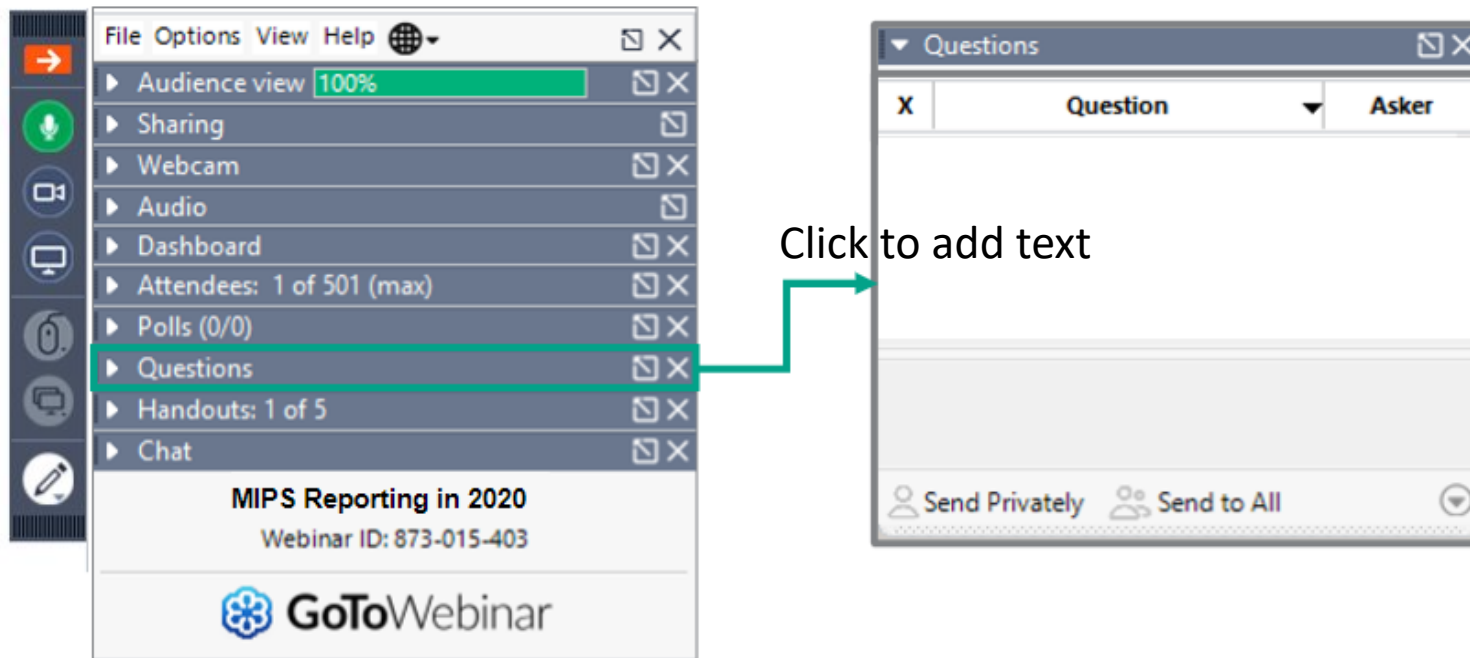 File Options View Help
Audience view 100%
Sharing
Webcam
Audio
Dashboard
Attendees: 1 of 501 (max)
Polls (0/0)
Questions
Handouts: 1 of 5
Chat
MIPS Reporting in 2020
Webinar ID: 873-015-403
GoToWebinar
Questions
X Question Asker
Click to add text
Send Privately Send to All